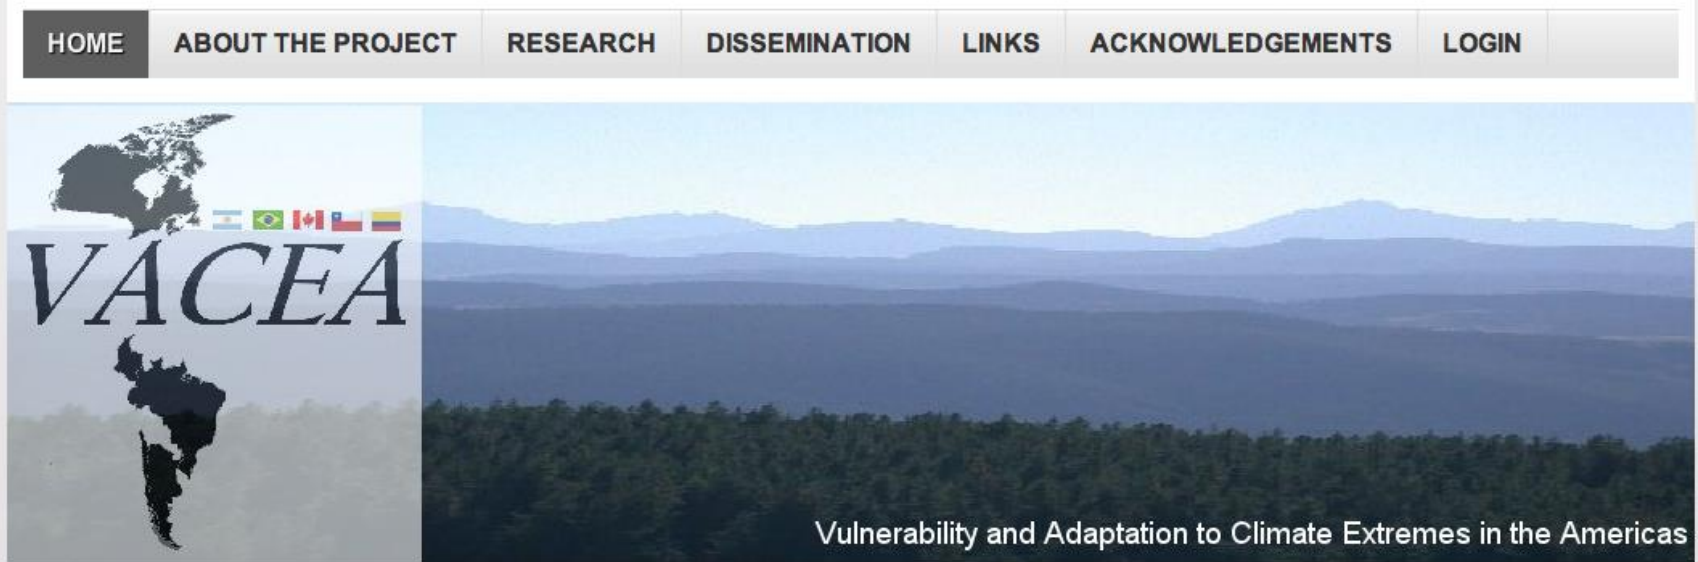 HOME ABOUT THE PROJECT RESEARCH DISSEMINATION LINKS ACKNOWLEDGEMENTS LOGIN
VACEA
Vulnerability and Adaptation to Climate Extremes in the Americas